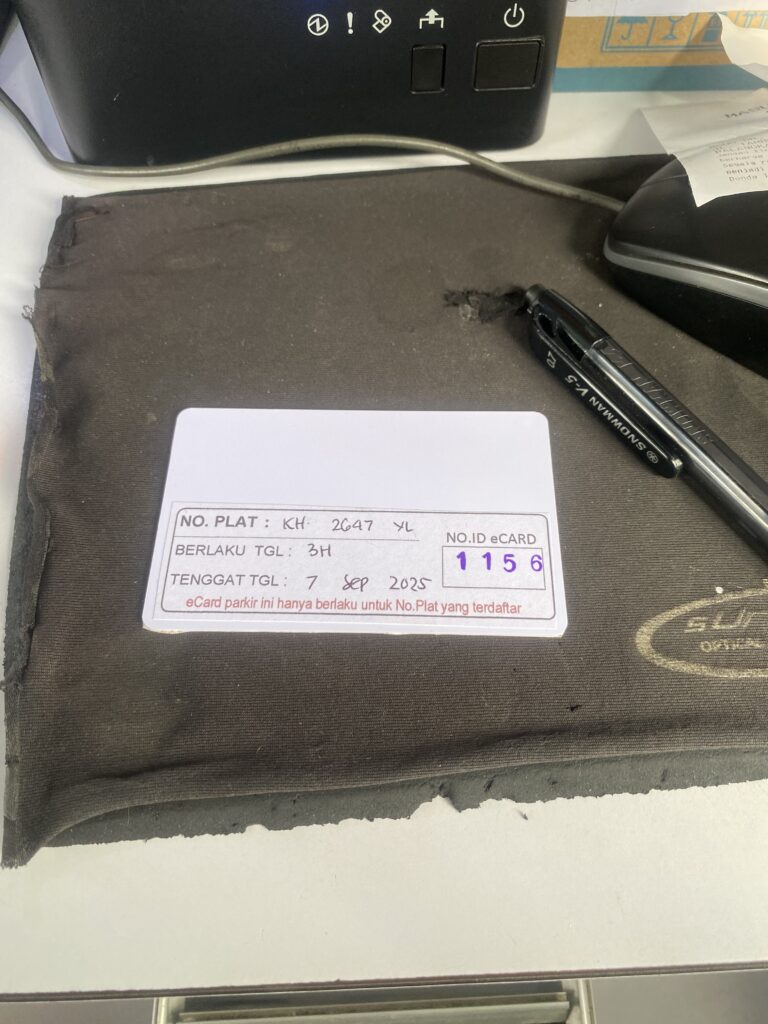 NO. PLAT : KH 2647 YL
BERLAKU TGL : 3H
TENGGAT TGL : 7 Sep 2025
NO.ID eCARD
1156
eCard parkir ini hanya berlaku untuk No.Plat yang terdaftar
SNOWMAN V-5
OPTICAL